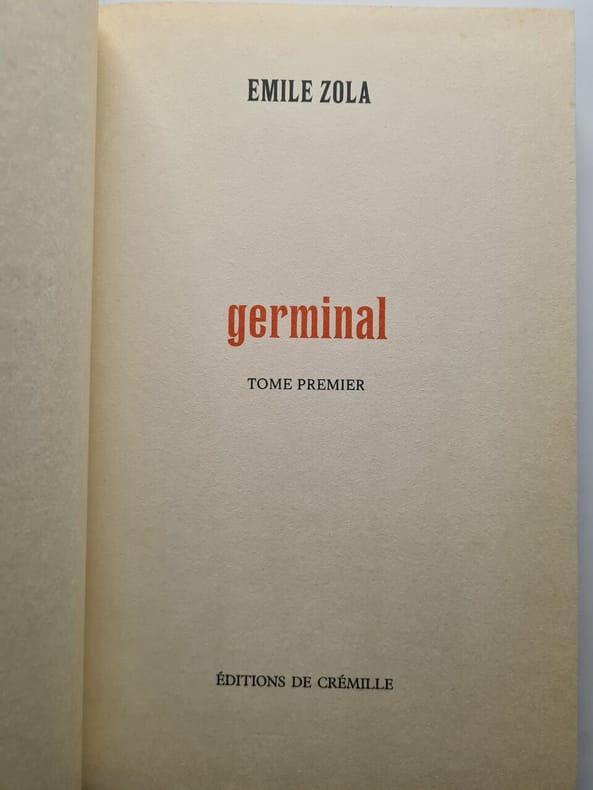 EMILE ZOLA
germinal
TOME PREMIER
ÉDITIONS DE CRÉMILLE